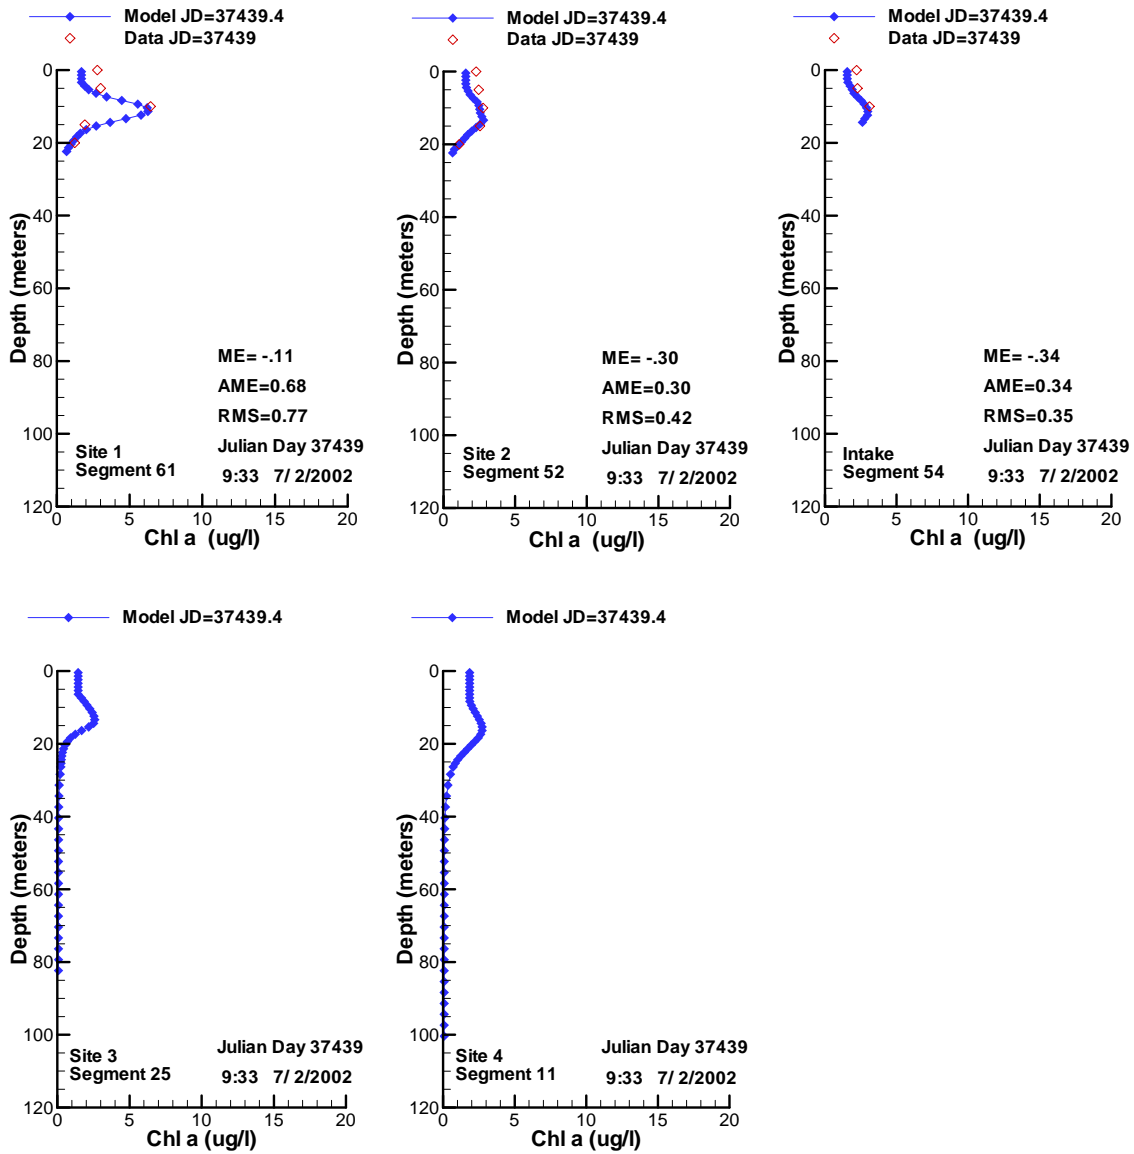 Model JD=37439.4
Data JD=37439
0
20
40
60
80
100
120
Depth (meters)
ME= -.11
AME=0.68
RMS=0.77
Site 1
Segment 61
Julian Day 37439
9:33 7/ 2/2002
0 5 10 15 20
Chl a (ug/l)
Model JD=37439.4
Data JD=37439
0
20
40
60
80
100
120
Depth (meters)
ME= -.30
AME=0.30
RMS=0.42
Site 2
Segment 52
Julian Day 37439
9:33 7/ 2/2002
0 5 10 15 20
Chl a (ug/l)
Model JD=37439.4
Data JD=37439
0
20
40
60
80
100
120
Depth (meters)
ME= -.34
AME=0.34
RMS=0.35
Intake
Segment 54
Julian Day 37439
9:33 7/ 2/2002
0 5 10 15 20
Chl a (ug/l)
Model JD=37439.4
0
20
40
60
80
100
120
Depth (meters)
Site 3
Segment 25
Julian Day 37439
9:33 7/ 2/2002
0 5 10 15 20
Chl a (ug/l)
Model JD=37439.4
0
20
40
60
80
100
120
Depth (meters)
Site 4
Segment 11
Julian Day 37439
9:33 7/ 2/2002
0 5 10 15 20
Chl a (ug/l)